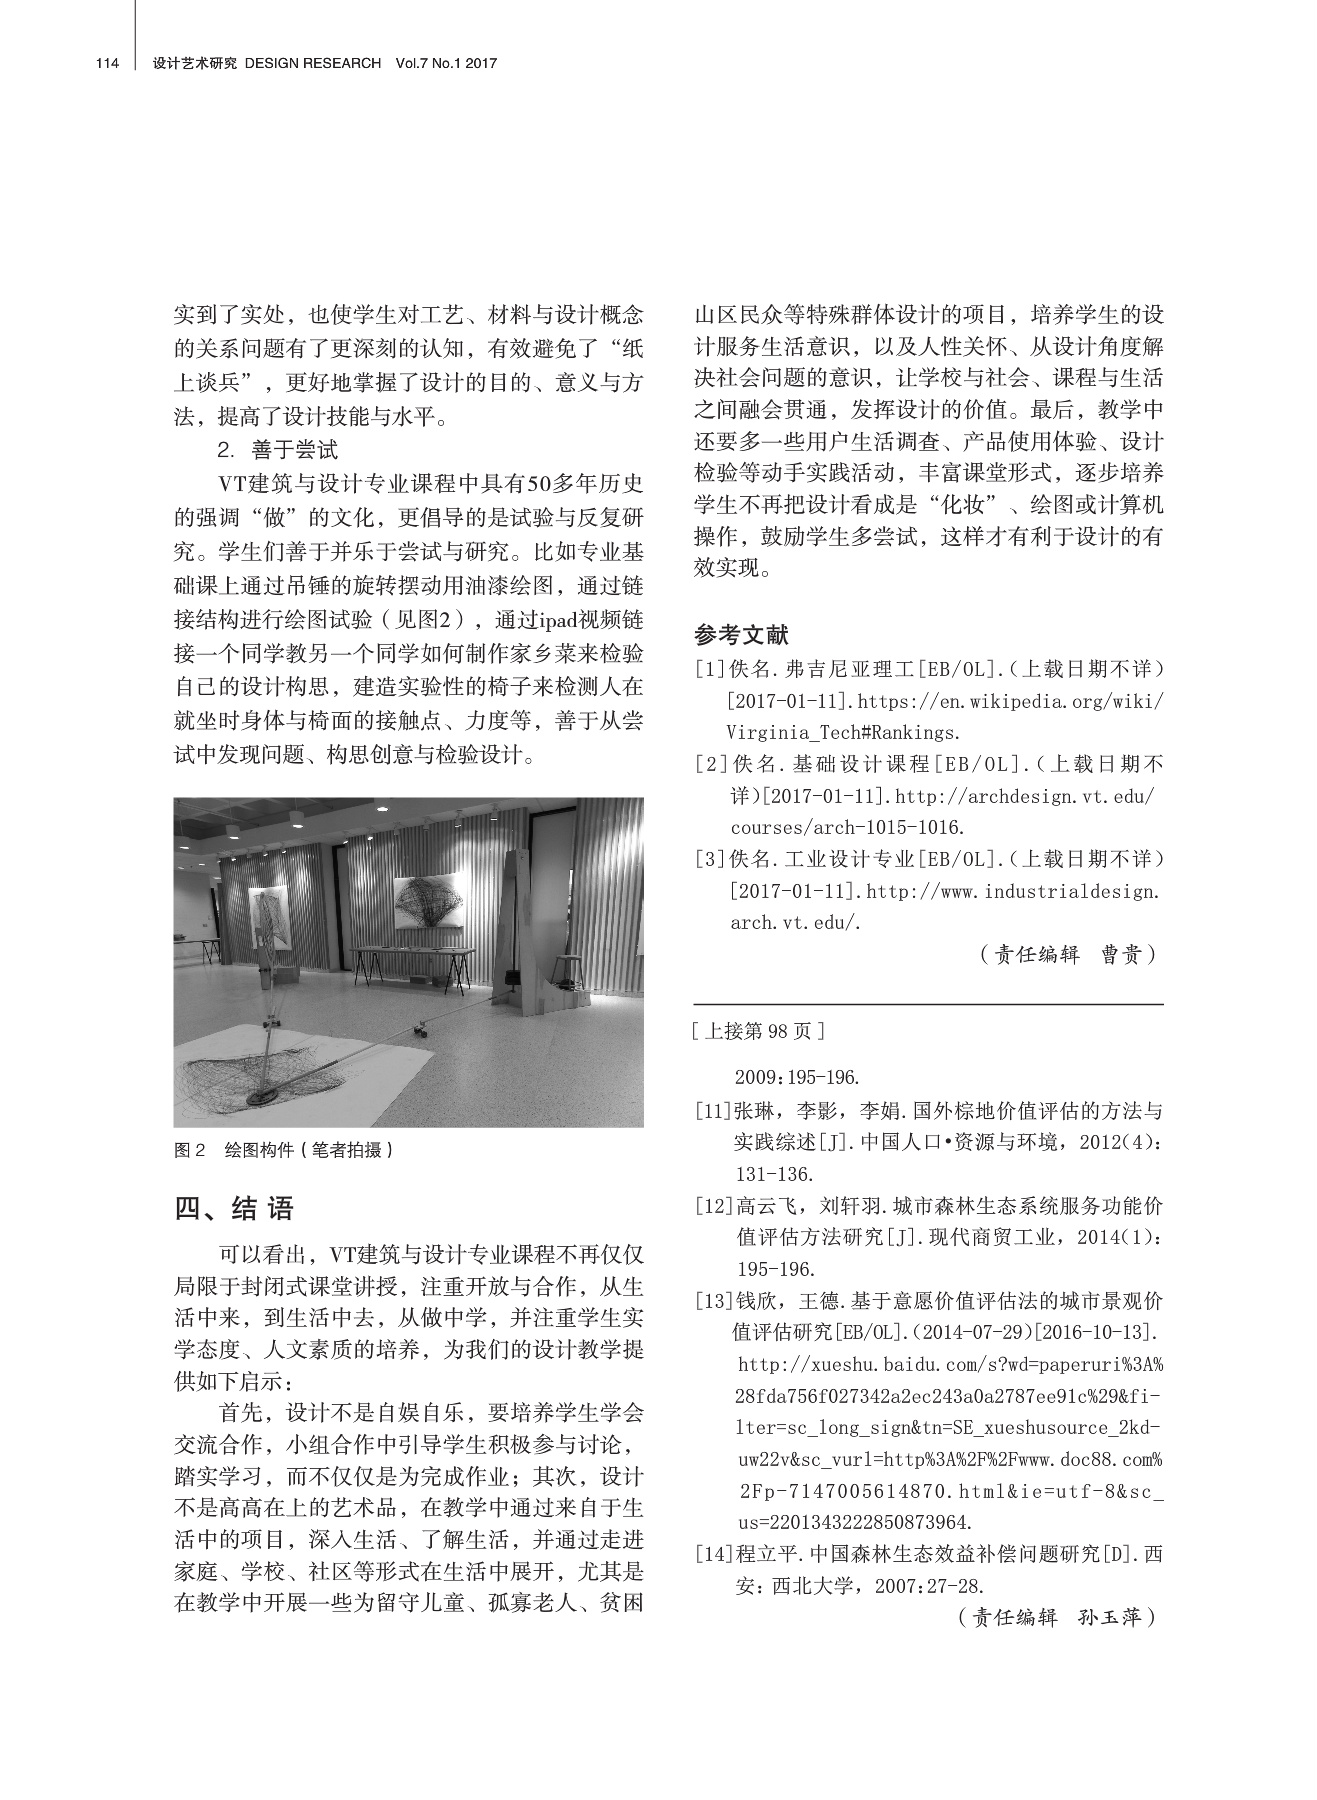 114 设计艺术研究 DESIGN RESEARCH Vol.7 No.1 2017
实到了实处，也使学生对工艺、材料与设计概念
的关系问题有了更深刻的认知，有效避免了“纸
上谈兵”，更好地掌握了设计的目的、意义与方
法，提高了设计技能与水平。
2. 善于尝试
VT建筑与设计专业课程中具有50多年历史
的强调“做”的文化，更倡导的是试验与反复研
究。学生们善于并乐于尝试与研究。比如专业基
础课上通过吊锤的旋转摆动用油漆绘图，通过链
接结构进行绘图试验（见图2），通过ipad视频链
接一个同学教另一个同学如何制作家乡菜来检验
自己的设计构思，建造实验性的椅子来检测人在
就坐时身体与椅面的接触点、力度等，善于从尝
试中发现问题、构思创意与检验设计。
图 2 绘图构件（笔者拍摄）
四、结 语
可以看出，VT建筑与设计专业课程不再仅仅
局限于封闭式课堂讲授，注重开放与合作，从生
活中来，到生活中去，从做中学，并注重学生实
学态度、人文素质的培养，为我们的设计教学提
供如下启示：
首先，设计不是自娱自乐，要培养学生学会
交流合作，小组合作中引导学生积极参与讨论，
踏实学习，而不仅仅是为完成作业；其次，设计
不是高高在上的艺术品，在教学中通过来自于生
活中的项目，深入生活、了解生活，并通过走进
家庭、学校、社区等形式在生活中展开，尤其是
在教学中开展一些为留守儿童、孤寡老人、贫困
山区民众等特殊群体设计的项目，培养学生的设
计服务生活意识，以及人性关怀、从设计角度解
决社会问题的意识，让学校与社会、课程与生活
之间融会贯通，发挥设计的价值。最后，教学中
还要多一些用户生活调查、产品使用体验、设计
检验等动手实践活动，丰富课堂形式，逐步培养
学生不再把设计看成是“化妆”、绘图或计算机
操作，鼓励学生多尝试，这样才有利于设计的有
效实现。
参考文献
[1]佚名.弗吉尼亚理工[EB/OL].(上载日期不详)
[2017-01-11].https://en.wikipedia.org/wiki/
Virginia_Tech#Rankings.
[2]佚名.基础设计课程[EB/OL].(上载日期不
详)[2017-01-11].http://archdesign.vt.edu/
courses/arch-1015-1016.
[3]佚名.工业设计专业[EB/OL].(上载日期不详)
[2017-01-11].http://www.industrialdesign.
arch.vt.edu/.
（责任编辑 曹贵）
[ 上接第 98 页 ]
2009:195-196.
[11]张琳，李影，李娟.国外棕地价值评估的方法与
实践综述[J].中国人口•资源与环境，2012(4):
131-136.
[12]高云飞，刘轩羽.城市森林生态系统服务功能价
值评估方法研究[J].现代商贸工业，2014(1):
195-196.
[13]钱欣，王德.基于意愿价值评估法的城市景观价
值评估研究[EB/OL].(2014-07-29)[2016-10-13].
http://xueshu.baidu.com/s?wd=paperuri%3A%
28fda756f027342a2ec243a0a2787ee91c%29&fi-
lter=sc_long_sign&tn=SE_xueshusource_2kd-
uw22v&sc_vurl=http%3A%2F%2Fwww.doc88.com%
2Fp-7147005614870.html&ie=utf-8&sc_
us=2201343222850873964.
[14]程立平.中国森林生态效益补偿问题研究[D].西
安：西北大学，2007:27-28.
（责任编辑 孙玉萍）